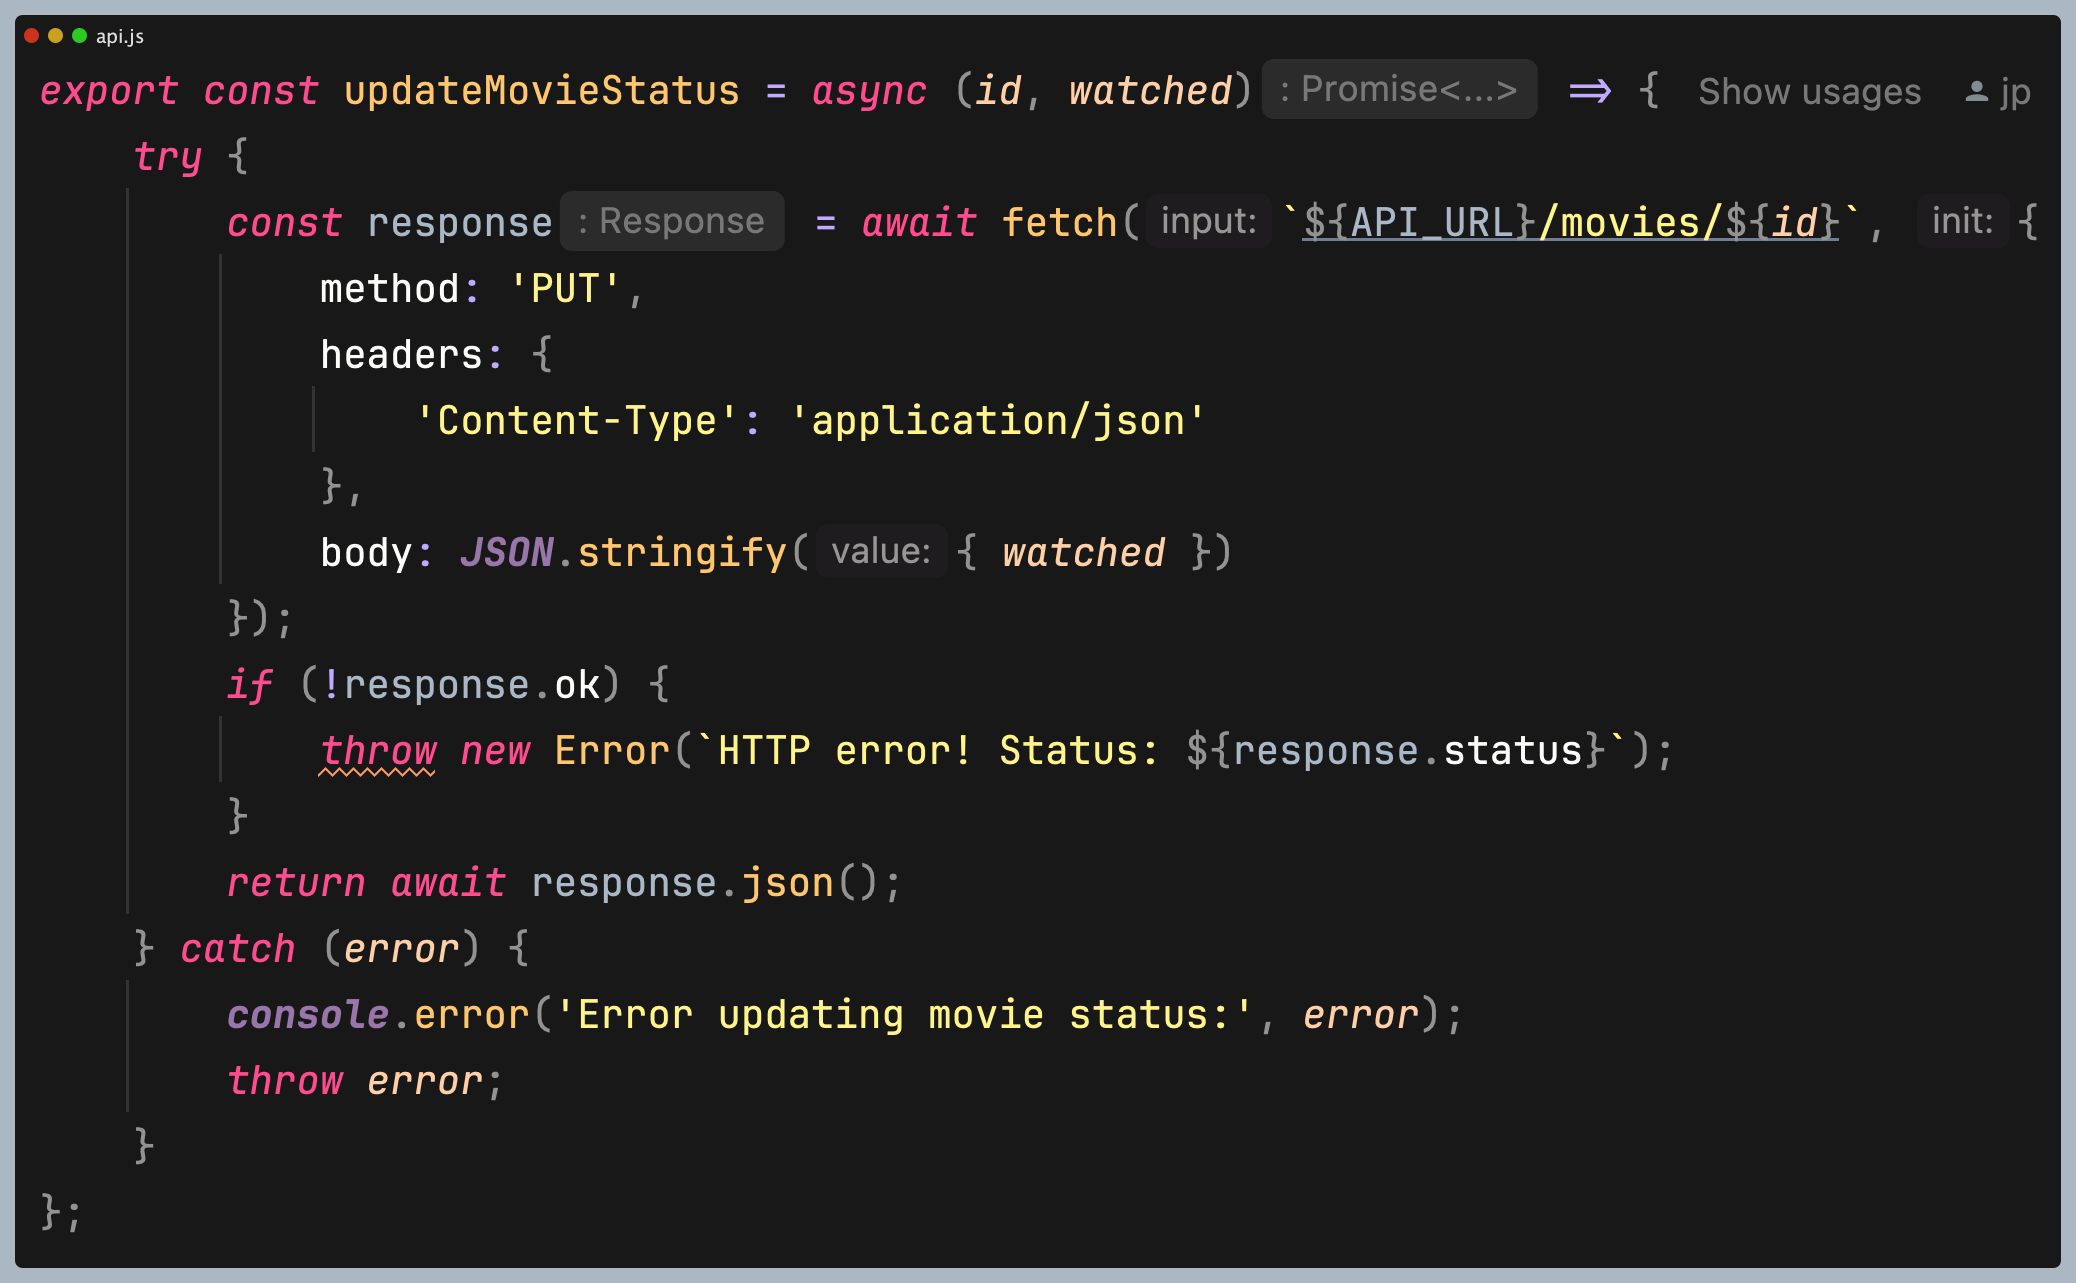 api.js
export const updateMovieStatus = async (id, watched) : Promise<...> => { Show usages jp
    try {
        const response : Response = await fetch( input: `${API_URL}/movies/${id}`, init: {
            method: 'PUT',
            headers: {
                'Content-Type': 'application/json'
            },
            body: JSON.stringify( value: { watched })
        });
        if (!response.ok) {
            throw new Error(`HTTP error! Status: ${response.status}`);
        }
        return await response.json();
    } catch (error) {
        console.error('Error updating movie status:', error);
        throw error;
    }
};